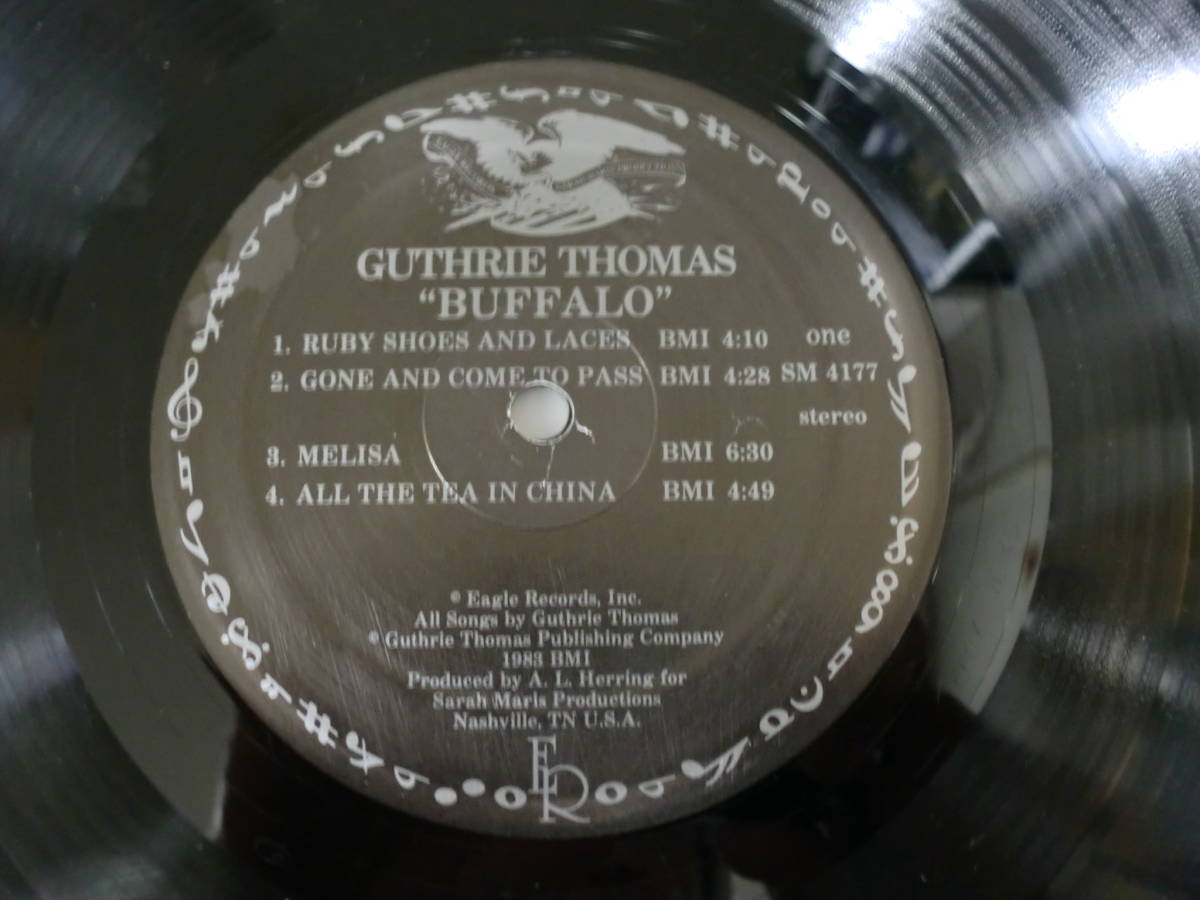 GUTHRIE THOMAS
“BUFFALO”
1. RUBY SHOES AND LACES BMI 4:10 one
2. GONE AND COME TO PASS BMI 4:28 SM 4177
stereo
3. MELISA BMI 6:30
4. ALL THE TEA IN CHINA BMI 4:49
℗ Eagle Records, Inc.
All Songs by Guthrie Thomas
© Guthrie Thomas Publishing Company
1983 BMI
Produced by A. L. Herring for
Sarah Maris Productions
Nashville, TN U.S.A.
ELR